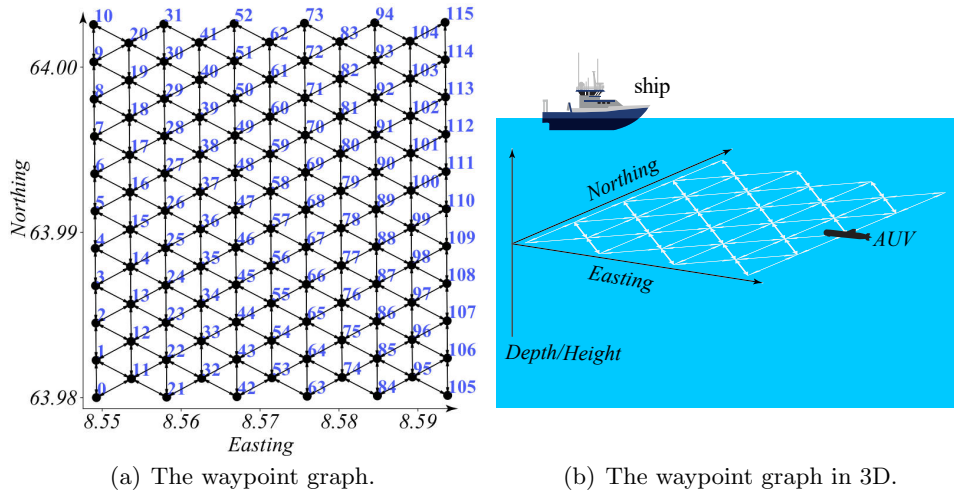 10 31 52 73 94 115
20 41 62 83 104
9 30 51 72 93 114
64.00
19 40 61 82 103
8 29 50 71 92 113
18 39 60 81 102
7 28 49 70 91 112
17 38 59 80 101
6 27 48 69 90 111
16 37 58 79 100
5 26 47 68 89 110
15 36 57 78 99
63.99
4 25 46 67 88 109
14 35 56 77 98
3 24 45 66 87 108
13 34 55 76 97
2 23 44 65 86 107
12 33 54 75 96
1 22 43 64 85 106
11 32 53 74 95
0 21 42 63 84 105
63.98
8.55 8.56 8.57 8.58 8.59
Northing
Easting
(a) The waypoint graph.
ship
Northing
AUV
Easting
Depth/Height
(b) The waypoint graph in 3D.